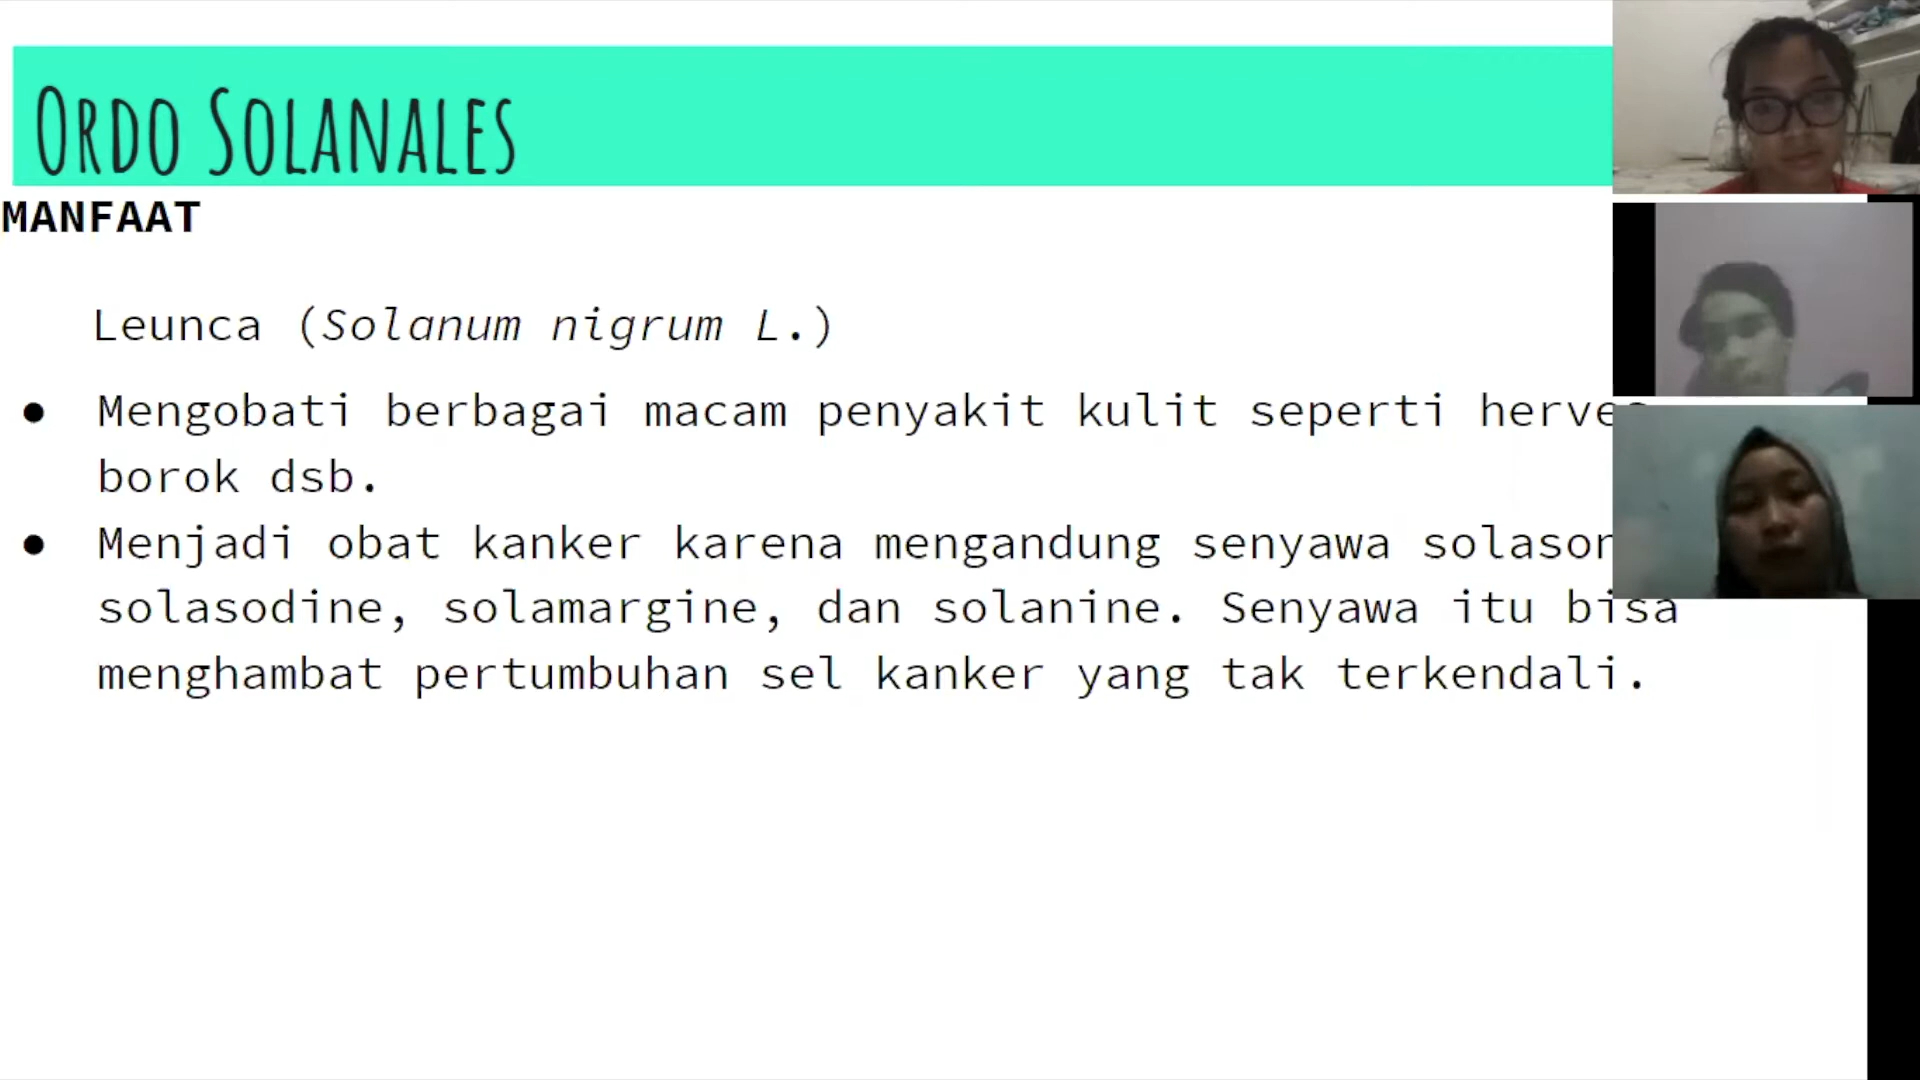 ORDO SOLANALES
MANFAAT
Leunca (Solanum nigrum L.)
● Mengobati berbagai macam penyakit kulit seperti
borok dsb.
● Menjadi obat kanker karena mengandung senyawa
solasodine, solamargine, dan solanine. Senyawa itu bisa
menghambat pertumbuhan sel kanker yang tak terkendali.